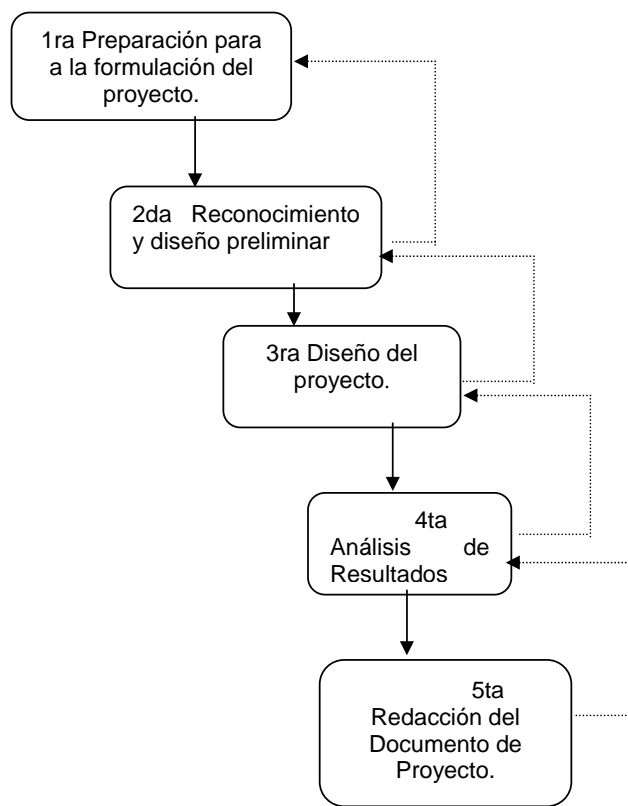 1ra Preparación para
a la formulación del
proyecto.
2da Reconocimiento
y diseño preliminar
3ra Diseño del
proyecto.
4ta
Análisis de
Resultados
5ta
Redacción del
Documento de
Proyecto.